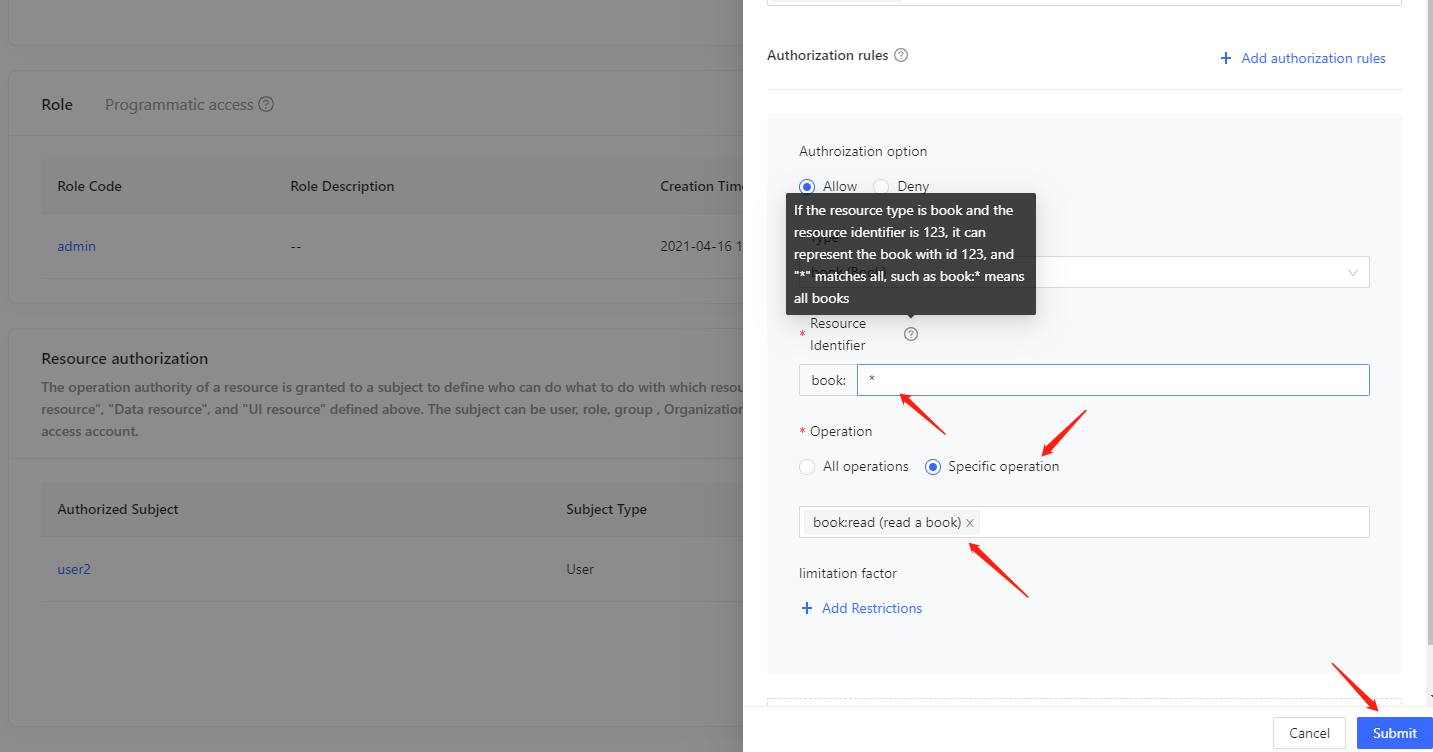 Authorization rules
+ Add authorization rules
Role
Programmatic access
Authroization option
Role Code
Role Description
Creation Time
Allow
Deny
If the resource type is book and the
resource identifier is 123, it can
represent the book with id 123, and
"*" matches all, such as book:* means
all books
* Type
admin
--
2021-04-16 1
* Resource
Identifier
book:
*
Resource authorization
The operation authority of a resource is granted to a subject to define who can do what to do with which resou
resource", "Data resource", and "UI resource" defined above. The subject can be user, role, group , Organization
access account.
* Operation
All operations
Specific operation
Authorized Subject
Subject Type
book:read (read a book) ×
user2
User
limitation factor
+ Add Restrictions
Cancel
Submit